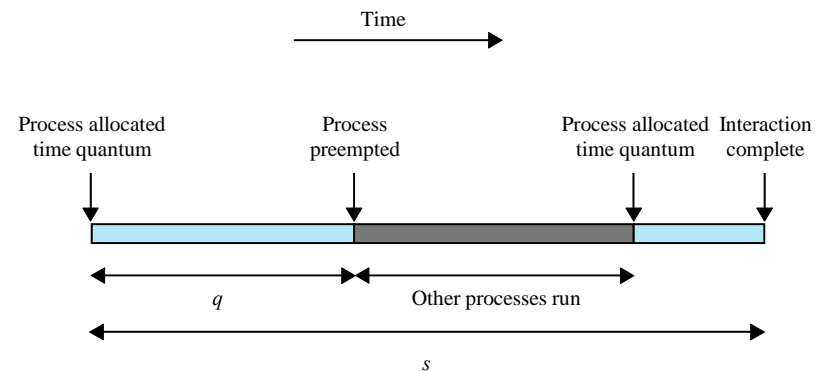 Time
Process allocated
time quantum
Process
preempted
Process allocated
time quantum
Interaction
complete
q
Other processes run
s